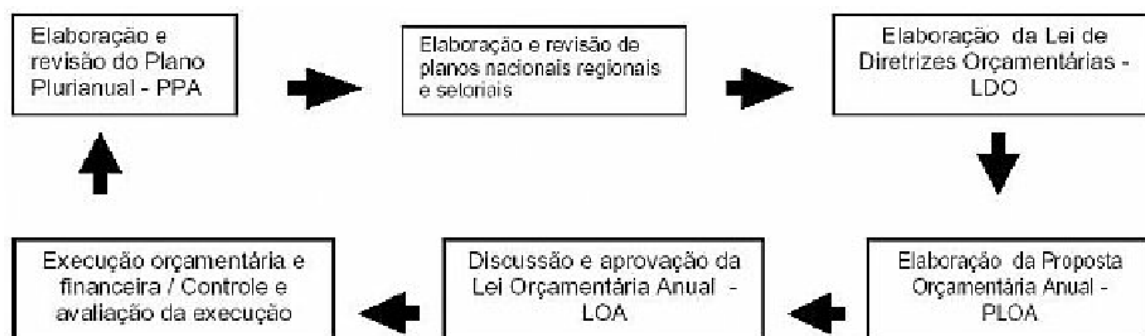 Elaboração e
revisão do Plano
Plurianual - PPA
Elaboração e revisão de
planos nacionais regionais
e setoriais
Elaboração da Lei de
Diretrizes Orçamentárias -
LDO
Execução orçamentária e
financeira / Controle e
avaliação da execução
Discussão e aprovação da
Lei Orçamentária Anual -
LOA
Elaboração da Proposta
Orçamentária Anual -
PLOA